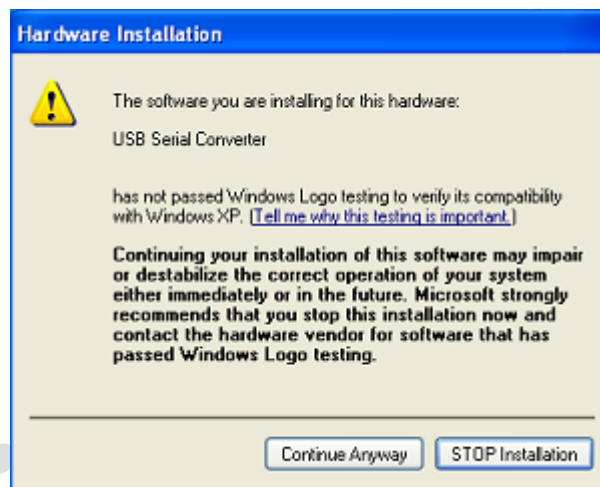 Hardware Installation
The software you are installing for this hardware:
USB Serial Converter
has not passed Windows Logo testing to verify its compatibility
with Windows XP. (Tell me why this testing is important.)
Continuing your installation of this software may impair
or destabilize the correct operation of your system
either immediately or in the future. Microsoft strongly
recommends that you stop this installation now and
contact the hardware vendor for software that has
passed Windows Logo testing.
Continue Anyway
STOP Installation